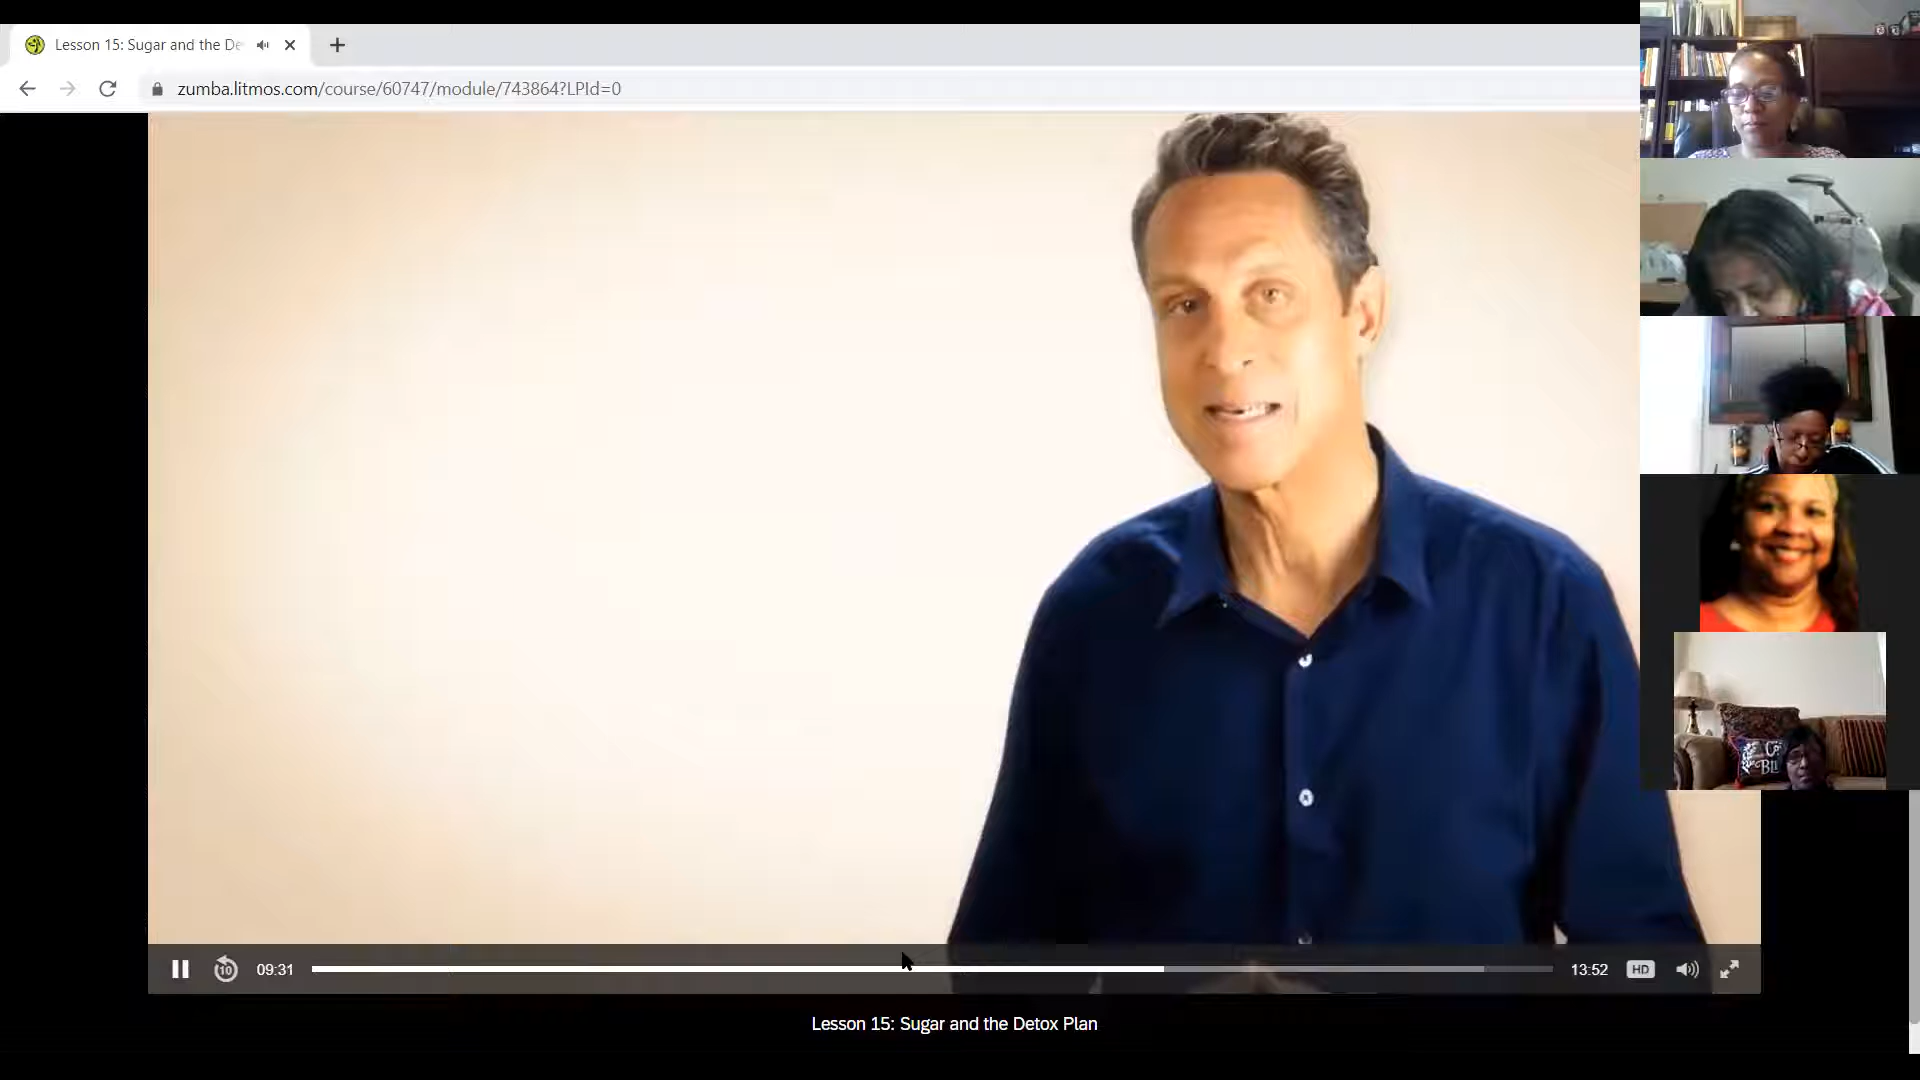 Lesson 15: Sugar and the De
zumba.litmos.com/course/60747/module/743864?LPId=0
10
09:31
13:52
HD
Lesson 15: Sugar and the Detox Plan